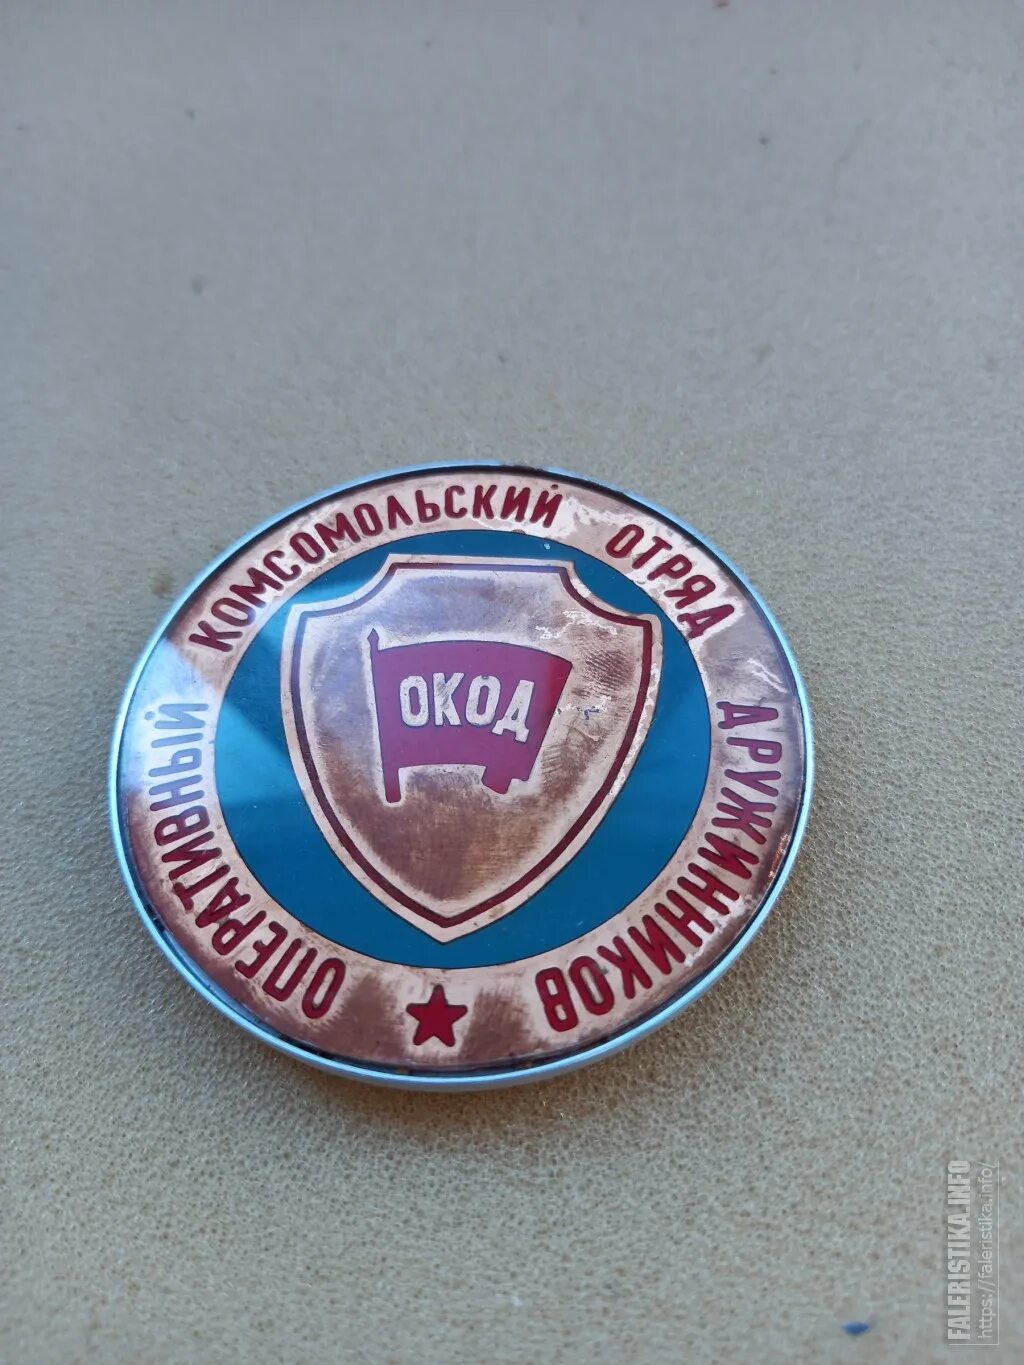 ОПЕРАТИВНЫЙ КОМСОМОЛЬСКИЙ ОТРЯД ДРУЖИННИКОВ
ОКОД
FALERISTIKA.INFO
https://faleristika.info/